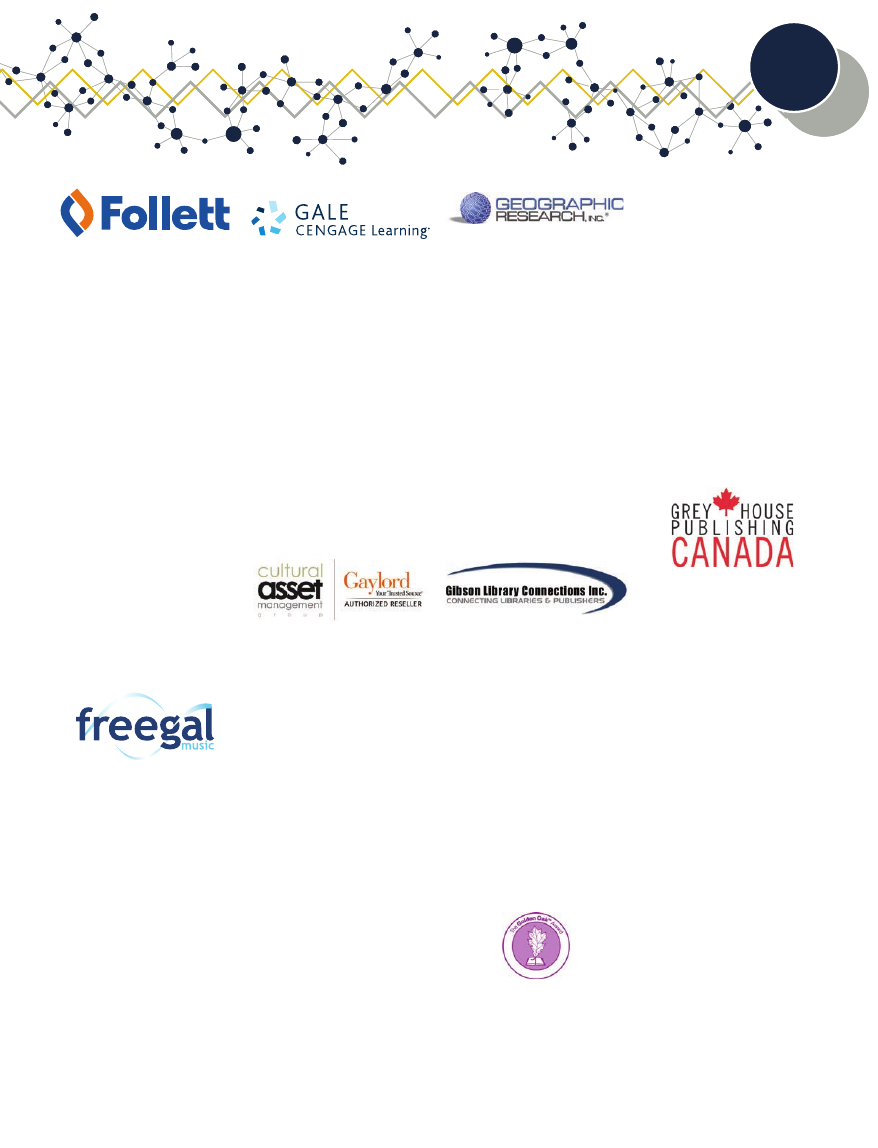 Follett
GALE
CENGAGE Learning
GEOGRAPHIC
RESEARCH, INC.®
GREY HOUSE
PUBLISHING
CANADA
cultural
asset
management
group
Gaylord
Your Trusted Source
AUTHORIZED RESELLER
Gibson Library Connections Inc.
CONNECTING LIBRARIES & PUBLISHERS
freegal
music
The Golden Oak™ Award